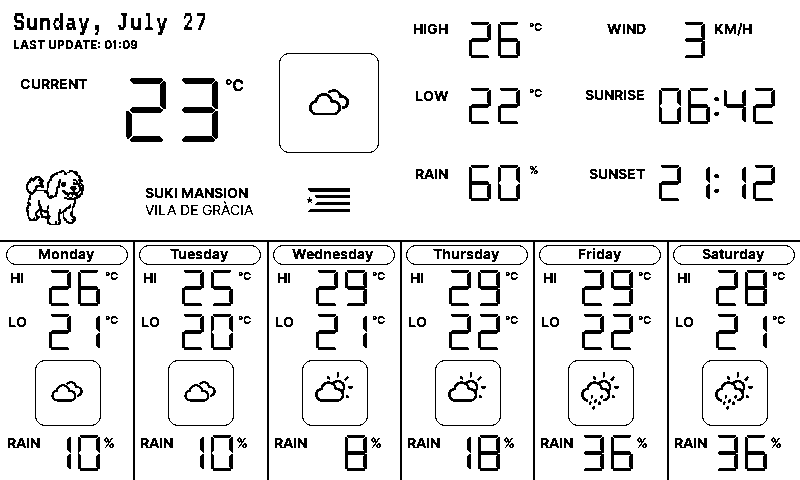 Sunday, July 27
LAST UPDATE: 01:09
CURRENT 23 °C
SUKI MANSION
VILA DE GRÀCIA
HIGH 26 °C
LOW 22 °C
RAIN 60 %
WIND 3 KM/H
SUNRISE 06:42
SUNSET 21:12
Monday
HI 26 °C
LO 21 °C
RAIN 10 %
Tuesday
HI 25 °C
LO 20 °C
RAIN 10 %
Wednesday
HI 29 °C
LO 21 °C
RAIN 8 %
Thursday
HI 29 °C
LO 22 °C
RAIN 18 %
Friday
HI 29 °C
LO 22 °C
RAIN 36 %
Saturday
HI 28 °C
LO 21 °C
RAIN 36 %